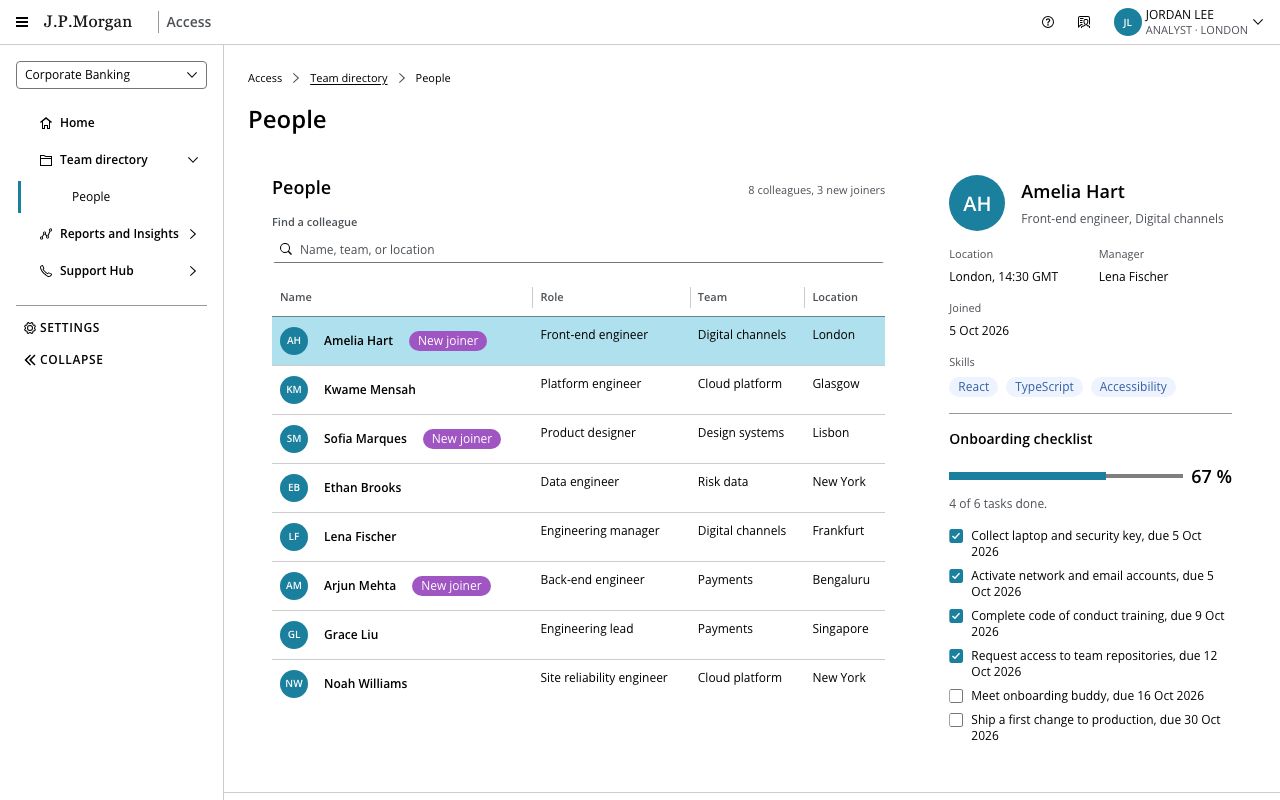 J.P.Morgan
Access
JL
JORDAN LEE
ANALYST · LONDON
Corporate Banking
Home
Team directory
People
Reports and Insights
Support Hub
SETTINGS
COLLAPSE
Access
Team directory
People
People
People
8 colleagues, 3 new joiners
Find a colleague
Name, team, or location
Name Role Team Location
AH Amelia Hart New joiner Front-end engineer Digital channels London
KM Kwame Mensah Platform engineer Cloud platform Glasgow
SM Sofia Marques New joiner Product designer Design systems Lisbon
EB Ethan Brooks Data engineer Risk data New York
LF Lena Fischer Engineering manager Digital channels Frankfurt
AM Arjun Mehta New joiner Back-end engineer Payments Bengaluru
GL Grace Liu Engineering lead Payments Singapore
NW Noah Williams Site reliability engineer Cloud platform New York
AH
Amelia Hart
Front-end engineer, Digital channels
Location Manager
London, 14:30 GMT Lena Fischer
Joined
5 Oct 2026
Skills
React TypeScript Accessibility
Onboarding checklist
67 %
4 of 6 tasks done.
Collect laptop and security key, due 5 Oct
2026
Activate network and email accounts, due 5
Oct 2026
Complete code of conduct training, due 9 Oct
2026
Request access to team repositories, due 12
Oct 2026
Meet onboarding buddy, due 16 Oct 2026
Ship a first change to production, due 30 Oct
2026